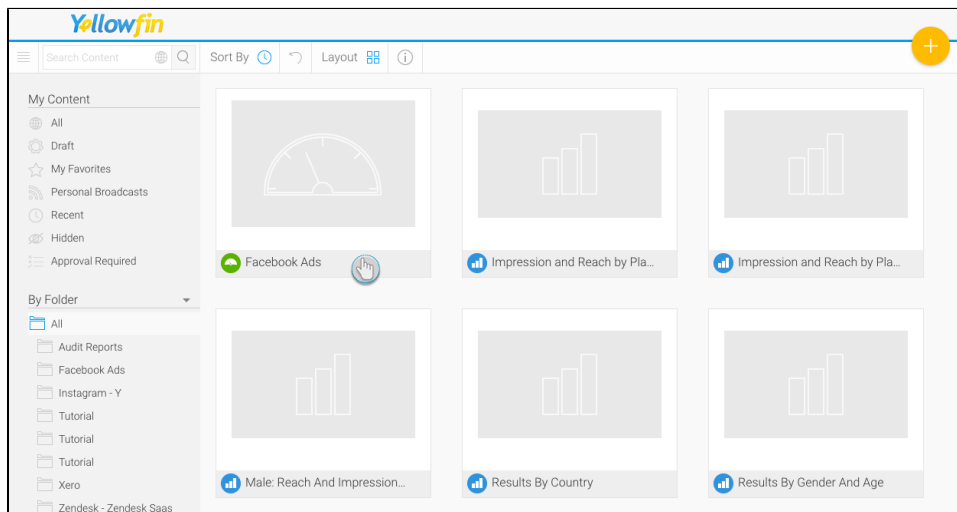 Yellowfin
Search Content
Sort By
Layout
+
My Content
All
Draft
My Favorites
Personal Broadcasts
Recent
Hidden
Approval Required
By Folder
All
Audit Reports
Facebook Ads
Instagram - Y
Tutorial
Tutorial
Tutorial
Xero
Zendesk - Zendesk Saas
Facebook Ads
Impression and Reach by Pla...
Impression and Reach by Pla...
Male: Reach And Impression...
Results By Country
Results By Gender And Age